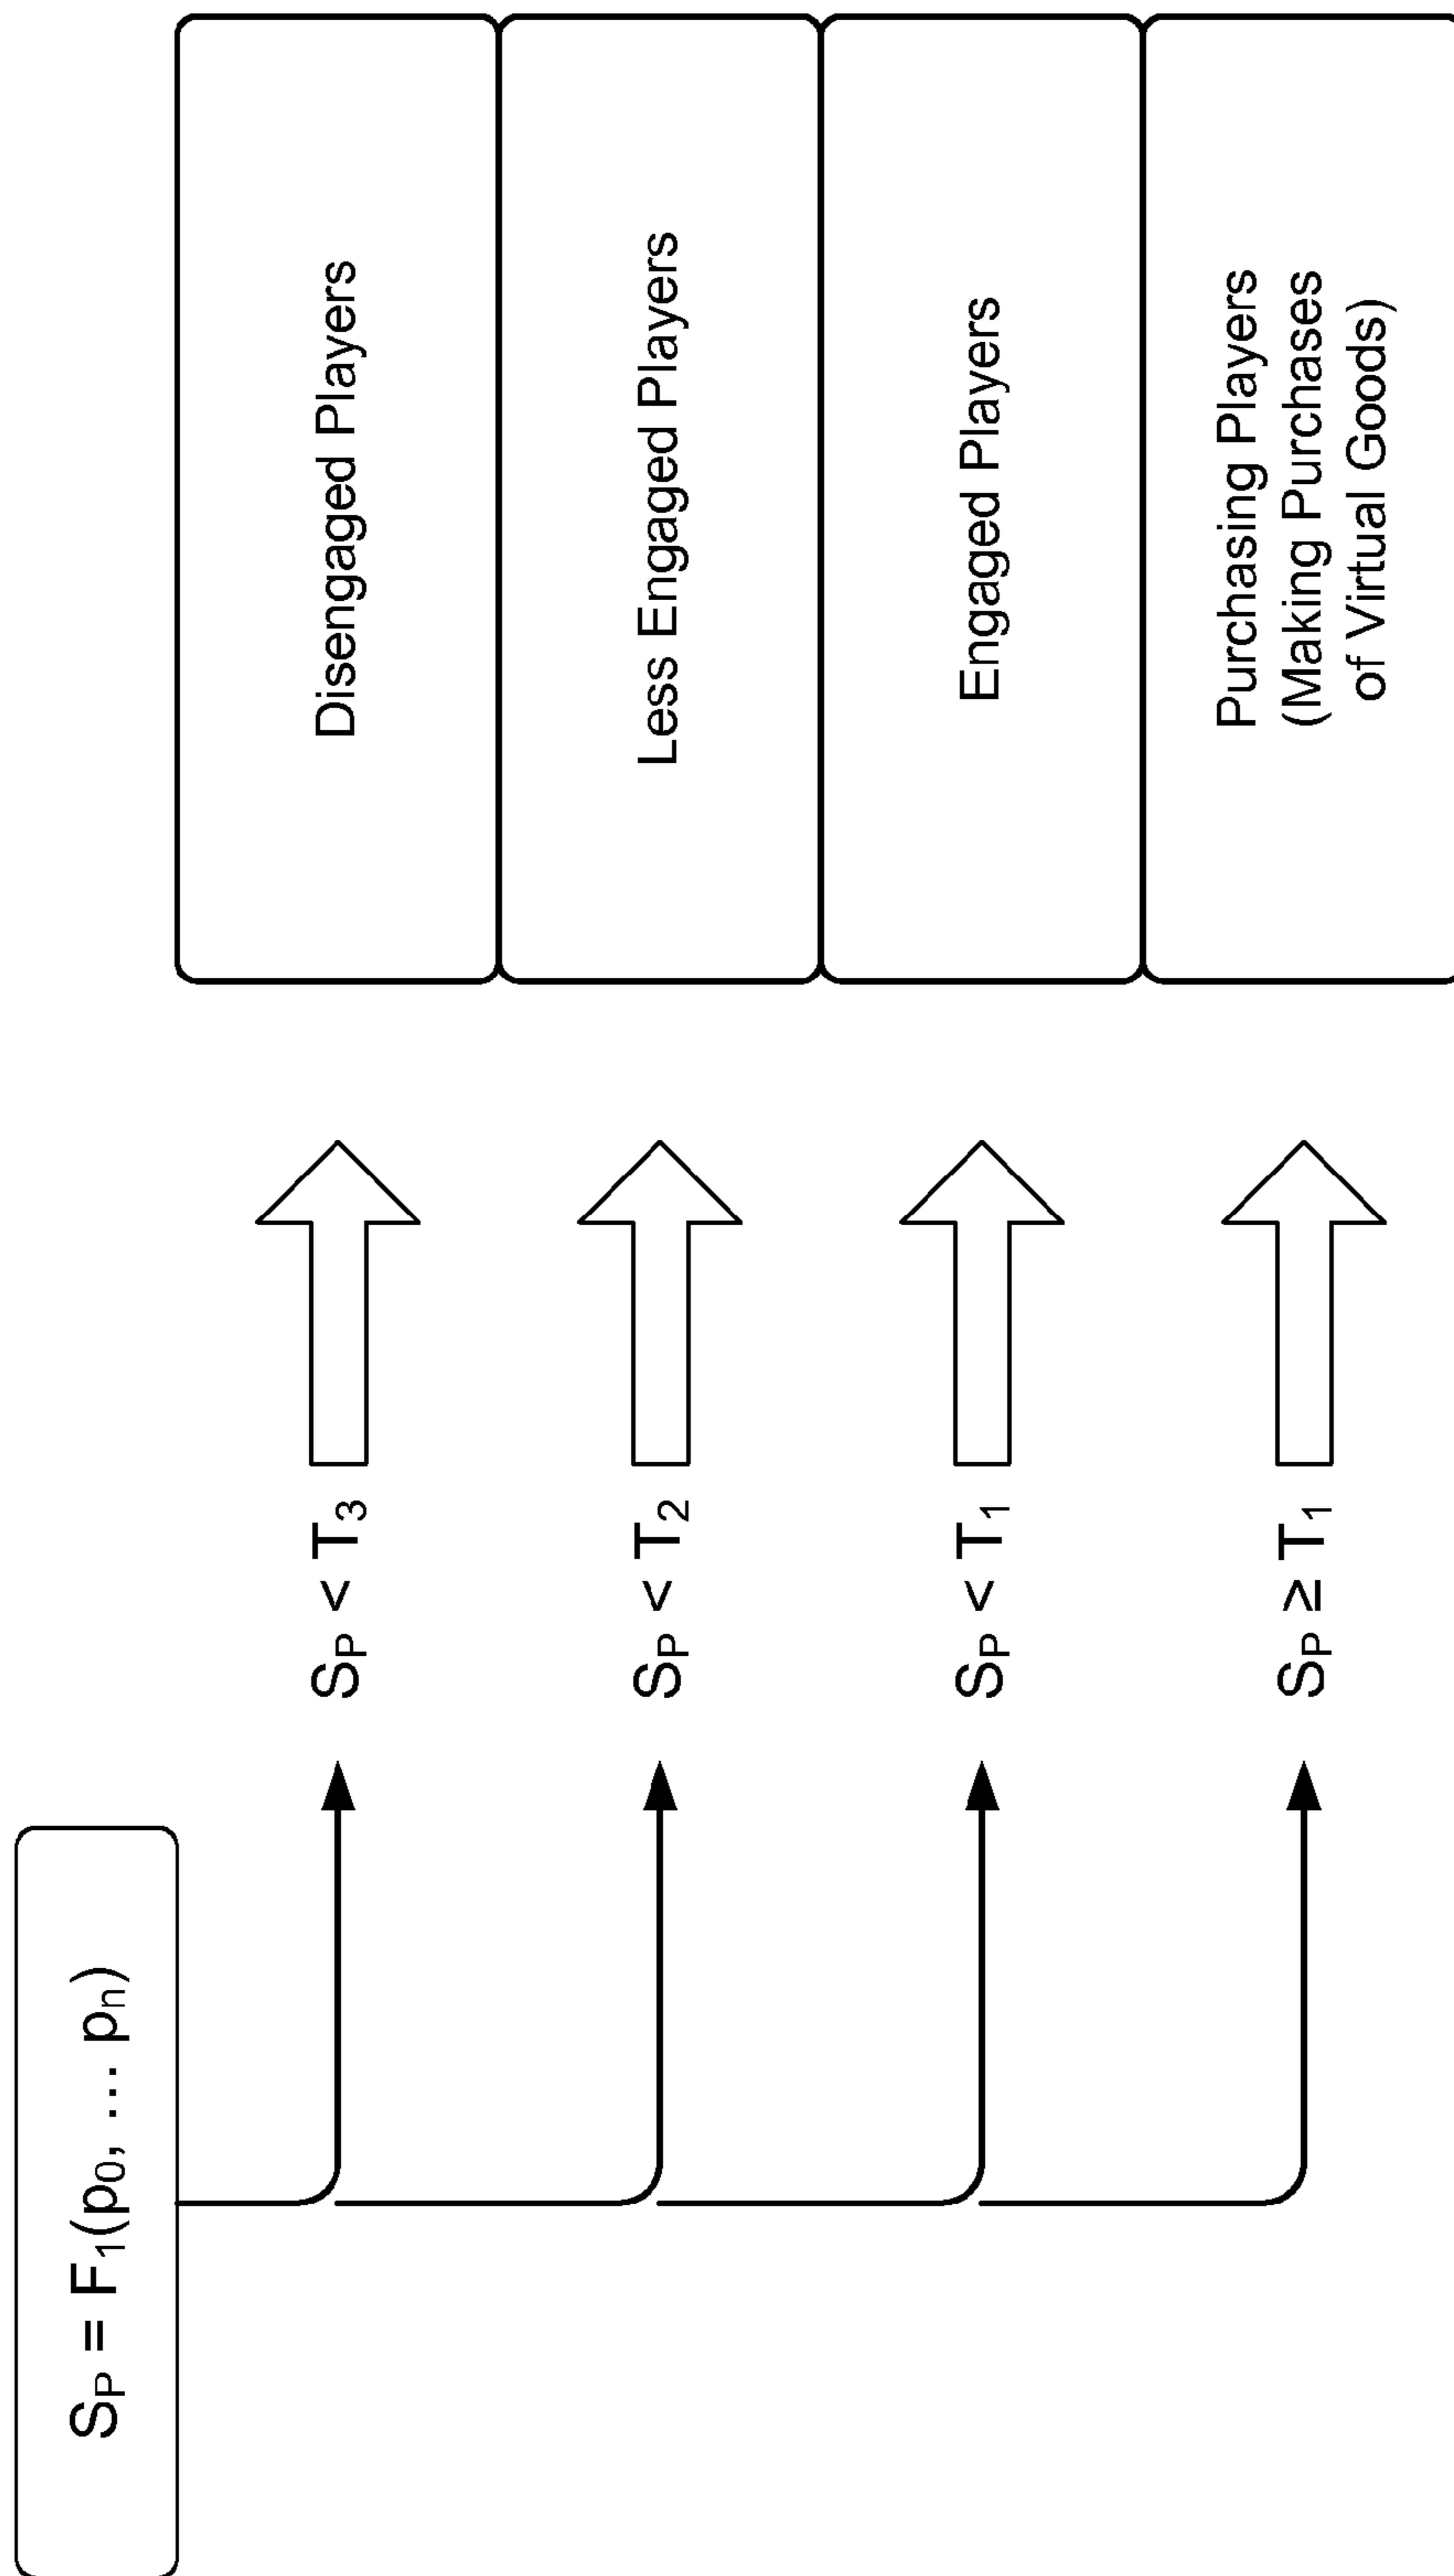 S_P = F_1(p_0, ... p_n)
S_P < T_3
Disengaged Players
S_P < T_2
Less Engaged Players
S_P < T_1
Engaged Players
S_P ≥ T_1
Purchasing Players
(Making Purchases
of Virtual Goods)